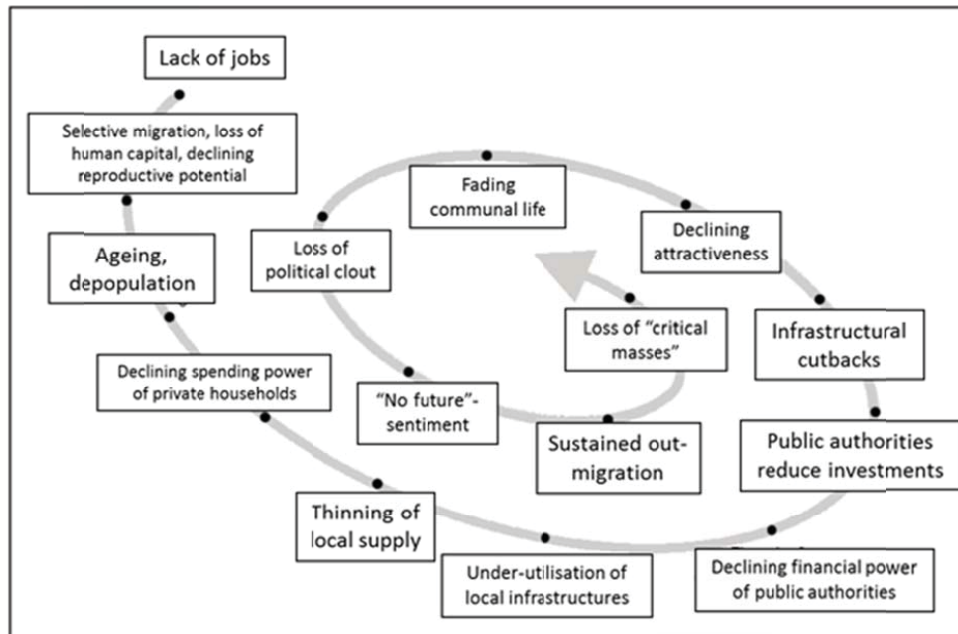 Lack of jobs
Selective migration, loss of
human capital, declining
reproductive potential
Ageing,
depopulation
Declining spending power
of private households
Thinning of
local supply
Under-utilisation of
local infrastructures
Declining financial power
of public authorities
Public authorities
reduce investments
Infrastructural
cutbacks
Declining
attractiveness
Fading
communal life
Loss of
political clout
"No future"-
sentiment
Sustained out-
migration
Loss of "critical
masses"